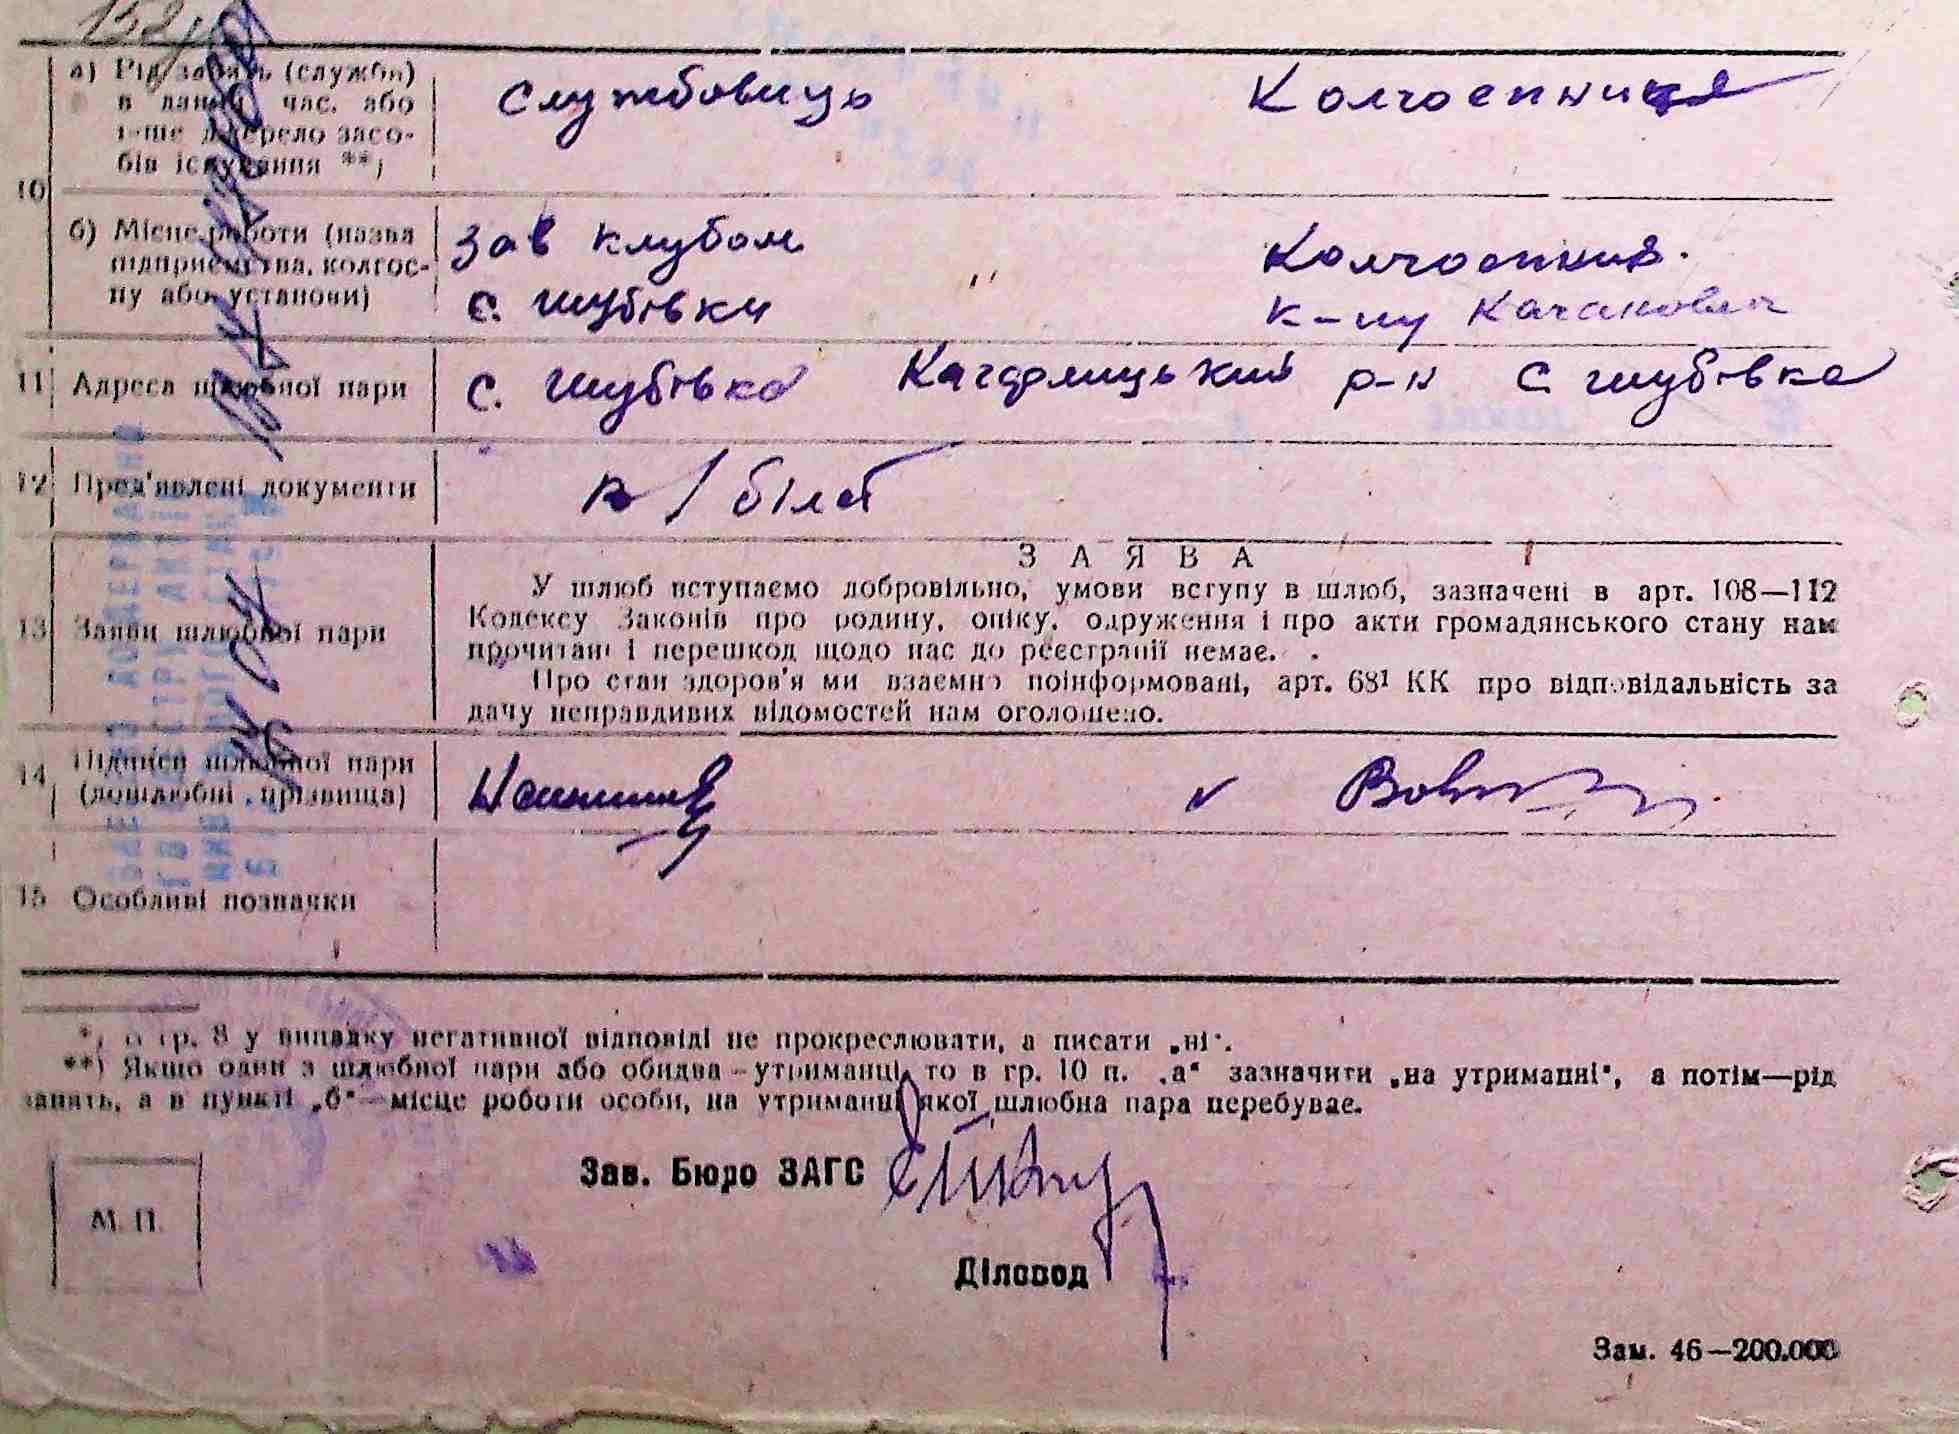 а) Рід занять (служби) Службовиць Колгоспниця
в даний час, або
інше джерело засо-
бів існування **)
10
б) Місце роботи (назва Зав клубом " Колгоспниця.
підприємства, колгос- с. Шубівки к-пу
пу або установи)
11 Адреса шлюбної пари с. Шубівка Кагарлицький р-н с Шубівка
12 Пред'явлені документи в / білет
З А Я В А
У шлюб вступаємо добровільно, умови вступу в шлюб, зазначені в арт. 108—112
Кодексу Законів про родину, опіку, одруження і про акти громадянського стану нам
13 Заяви шлюбної пари прочитані і перешкод щодо нас до реєстрації немає.
Про стан здоров'я ми взаємно поінформовані, арт. 68¹ КК про відповідальність за
дачу неправдивих відомостей нам оголошено.
14 Підписи шлюбної пари
(дошлюбні прізвища)
15 Особливі позначки
*) В гр. 8 у випадку негативної відповіді не прокреслювати, а писати „ні".
**) Якщо один з шлюбної пари або обидва—утриманці, то в гр. 10 п. „а" зазначити „на утриманні", а потім—рід
занять, а в пункті „б"—місце роботи особи, на утриманні якої шлюбна пара перебуває.
Зав. Бюро ЗАГС
М. П.
Діловод
Зам. 46—200.000